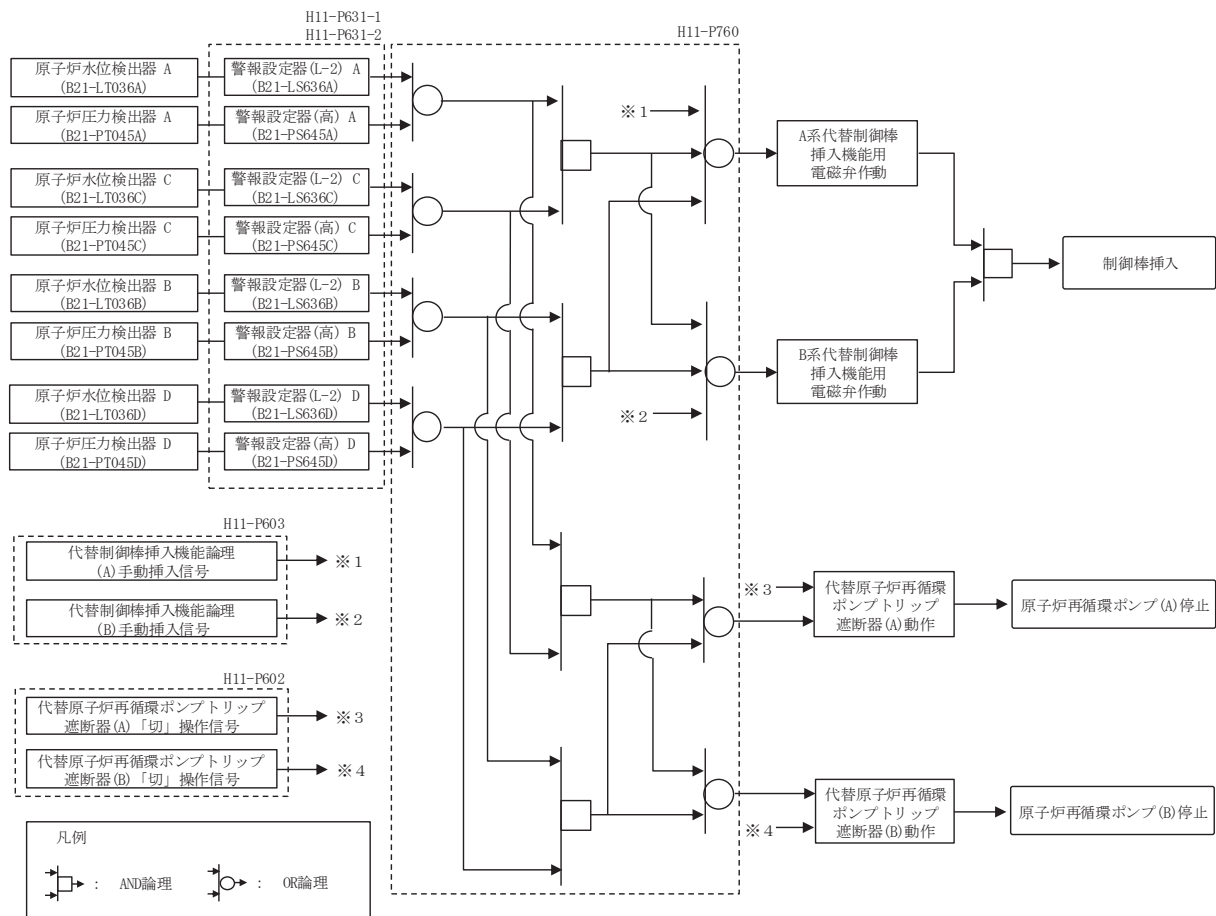 H11-P631-1
H11-P631-2
H11-P760
原子炉水位検出器 A
(B21-LT036A)
警報設定器(L-2) A
(B21-LS636A)
原子炉圧力検出器 A
(B21-PT045A)
警報設定器(高) A
(B21-PS645A)
原子炉水位検出器 C
(B21-LT036C)
警報設定器(L-2) C
(B21-LS636C)
原子炉圧力検出器 C
(B21-PT045C)
警報設定器(高) C
(B21-PS645C)
原子炉水位検出器 B
(B21-LT036B)
警報設定器(L-2) B
(B21-LS636B)
原子炉圧力検出器 B
(B21-PT045B)
警報設定器(高) B
(B21-PS645B)
原子炉水位検出器 D
(B21-LT036D)
警報設定器(L-2) D
(B21-LS636D)
原子炉圧力検出器 D
(B21-PT045D)
警報設定器(高) D
(B21-PS645D)
※1
※2
A系代替制御棒
挿入機能用
電磁弁作動
B系代替制御棒
挿入機能用
電磁弁作動
制御棒挿入
H11-P603
代替制御棒挿入機能論理
(A)手動挿入信号
※1
代替制御棒挿入機能論理
(B)手動挿入信号
※2
H11-P602
代替原子炉再循環ポンプトリップ
遮断器(A)「切」操作信号
※3
代替原子炉再循環ポンプトリップ
遮断器(B)「切」操作信号
※4
※3
代替原子炉再循環
ポンプトリップ
遮断器(A)動作
原子炉再循環ポンプ(A)停止
※4
代替原子炉再循環
ポンプトリップ
遮断器(B)動作
原子炉再循環ポンプ(B)停止
凡例
: AND論理
: OR論理